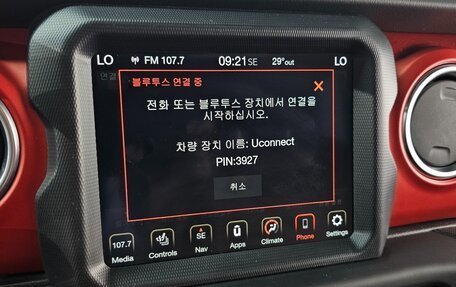 LO FM 107.7 09:21 SE 29°out LO
연결
블루투스 연결 중
전화 또는 블루투스 장치에서 연결을
시작하십시오.
차량 장치 이름: Uconnect
PIN:3927
취소
107.7 SE
Media Controls Nav Apps Climate Phone Settings